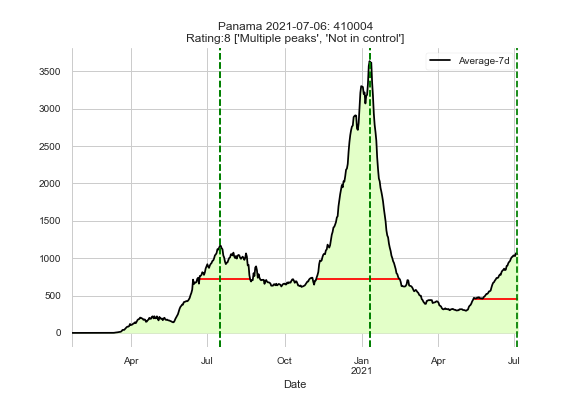 Panama 2021-07-06: 410004
Rating:8 ['Multiple peaks', 'Not in control']
Average-7d
3500
3000
2500
2000
1500
1000
500
0
Apr
Jul
Oct
Jan
2021
Apr
Jul
Date